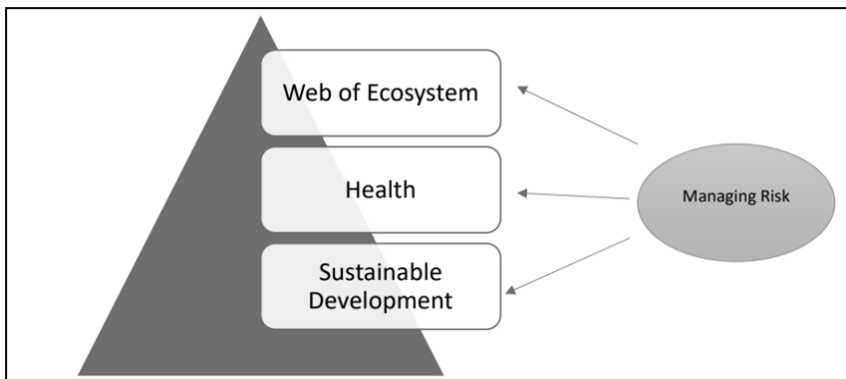 Web of Ecosystem
Health
Managing Risk
Sustainable
Development